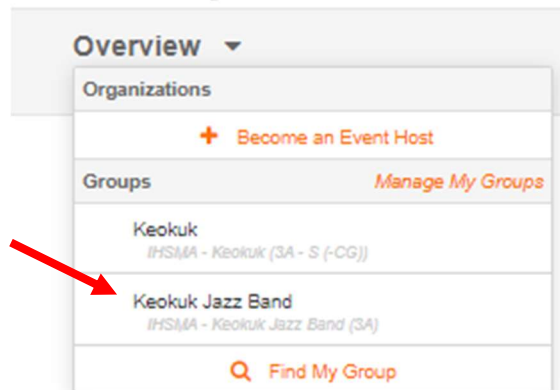 Overview
Organizations
Become an Event Host
Groups Manage My Groups
Keokuk
IHSMA - Keokuk (3A - S (-CG))
Keokuk Jazz Band
IHSMA - Keokuk Jazz Band (3A)
Find My Group